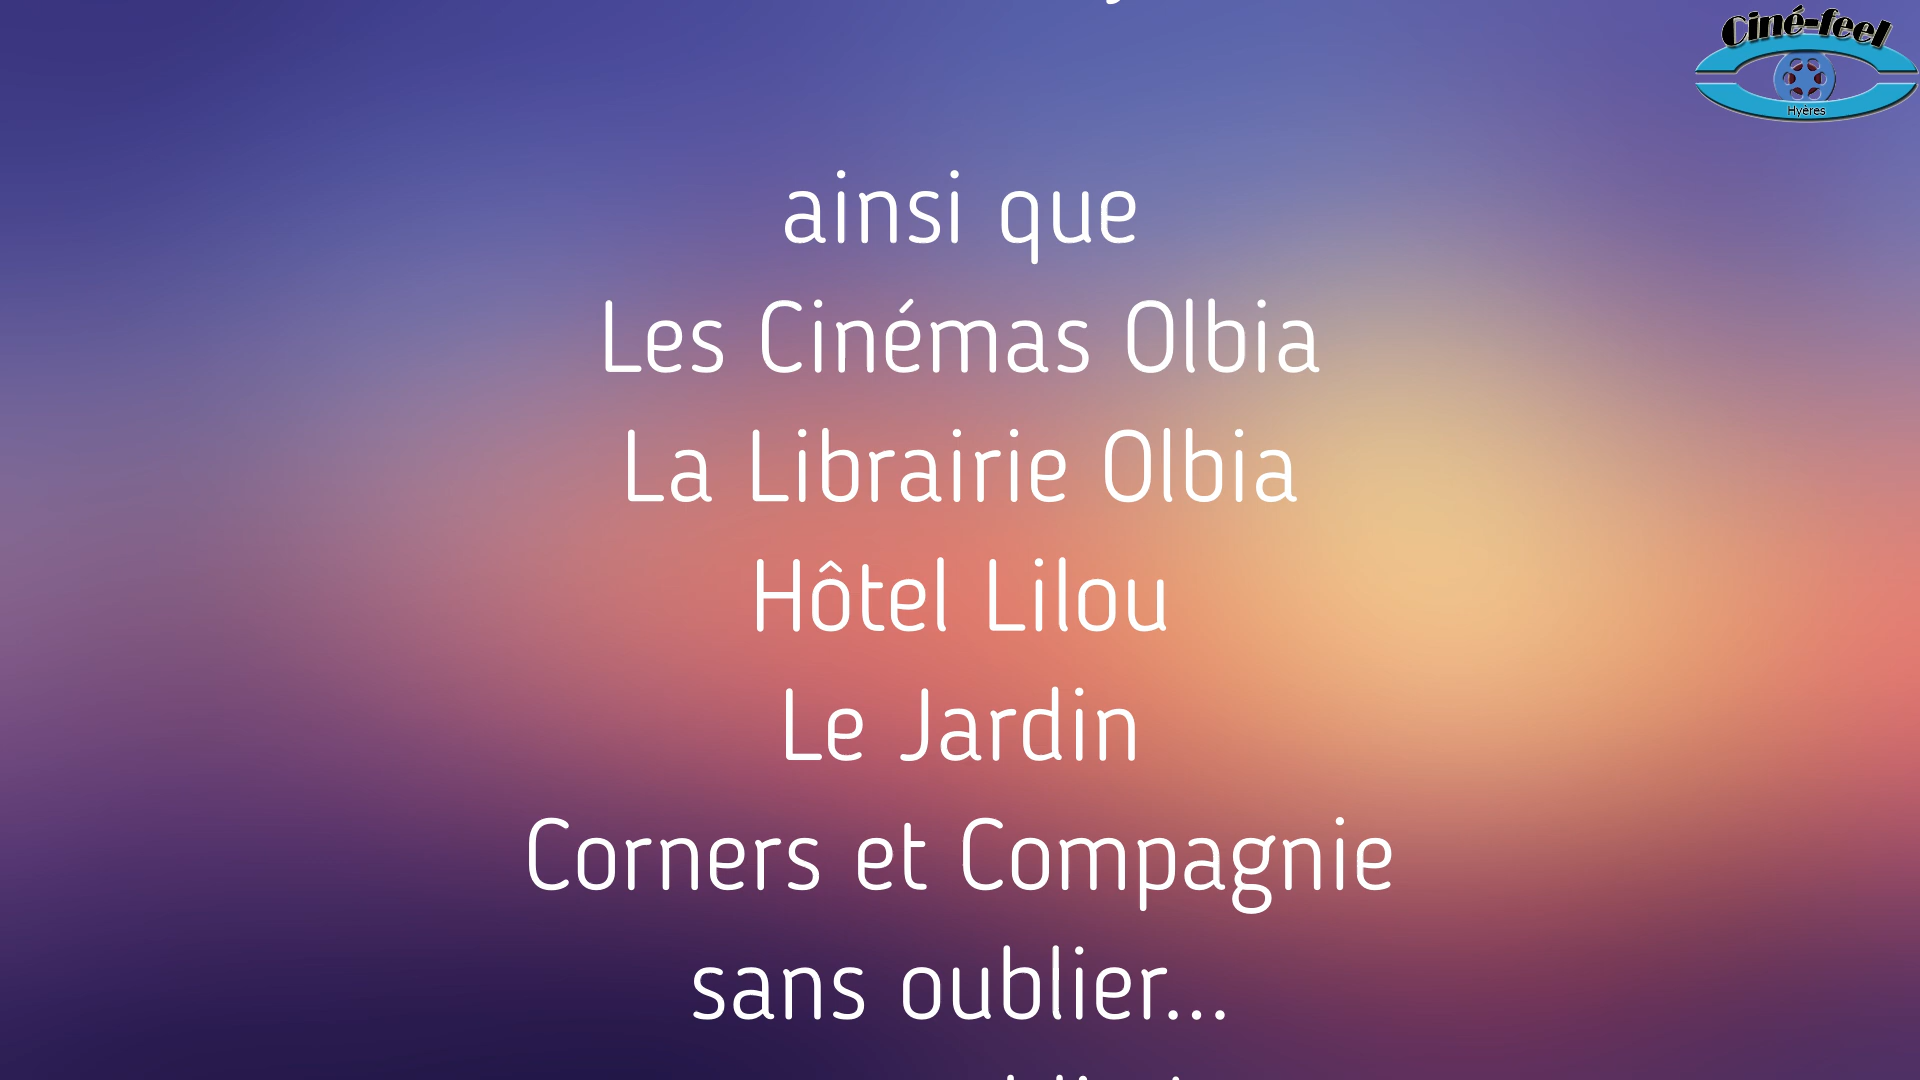 Ciné-feel
Hyères
ainsi que
Les Cinémas Olbia
La Librairie Olbia
Hôtel Lilou
Le Jardin
Corners et Compagnie
sans oublier...